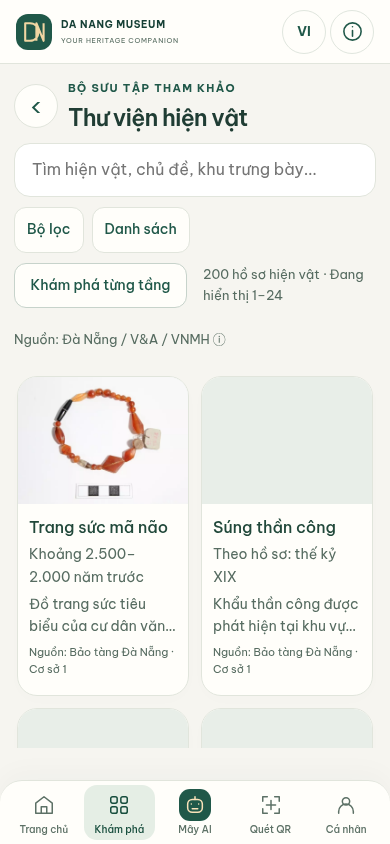 DA NANG MUSEUM
YOUR HERITAGE COMPANION
VI
BỘ SƯU TẬP THAM KHẢO
Thư viện hiện vật
Tìm hiện vật, chủ đề, khu trưng bày...
Bộ lọc
Danh sách
Khám phá từng tầng
200 hồ sơ hiện vật · Đang
hiển thị 1–24
Nguồn: Đà Nẵng / V&A / VNMH ⓘ
Trang sức mã não
Khoảng 2.500–
2.000 năm trước
Đồ trang sức tiêu
biểu của cư dân văn...
Nguồn: Bảo tàng Đà Nẵng ·
Cơ sở 1
Súng thần công
Theo hồ sơ: thế kỷ
XIX
Khẩu thần công được
phát hiện tại khu vự...
Nguồn: Bảo tàng Đà Nẵng ·
Cơ sở 1
Trang chủ
Khám phá
Mây AI
Quét QR
Cá nhân